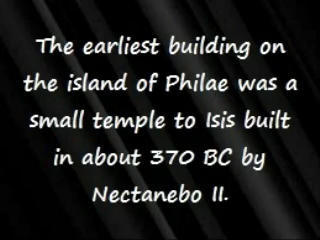 The earliest building on
the island of Philae was a
small temple to Isis built
in about 370 BC by
Nectanebo II.